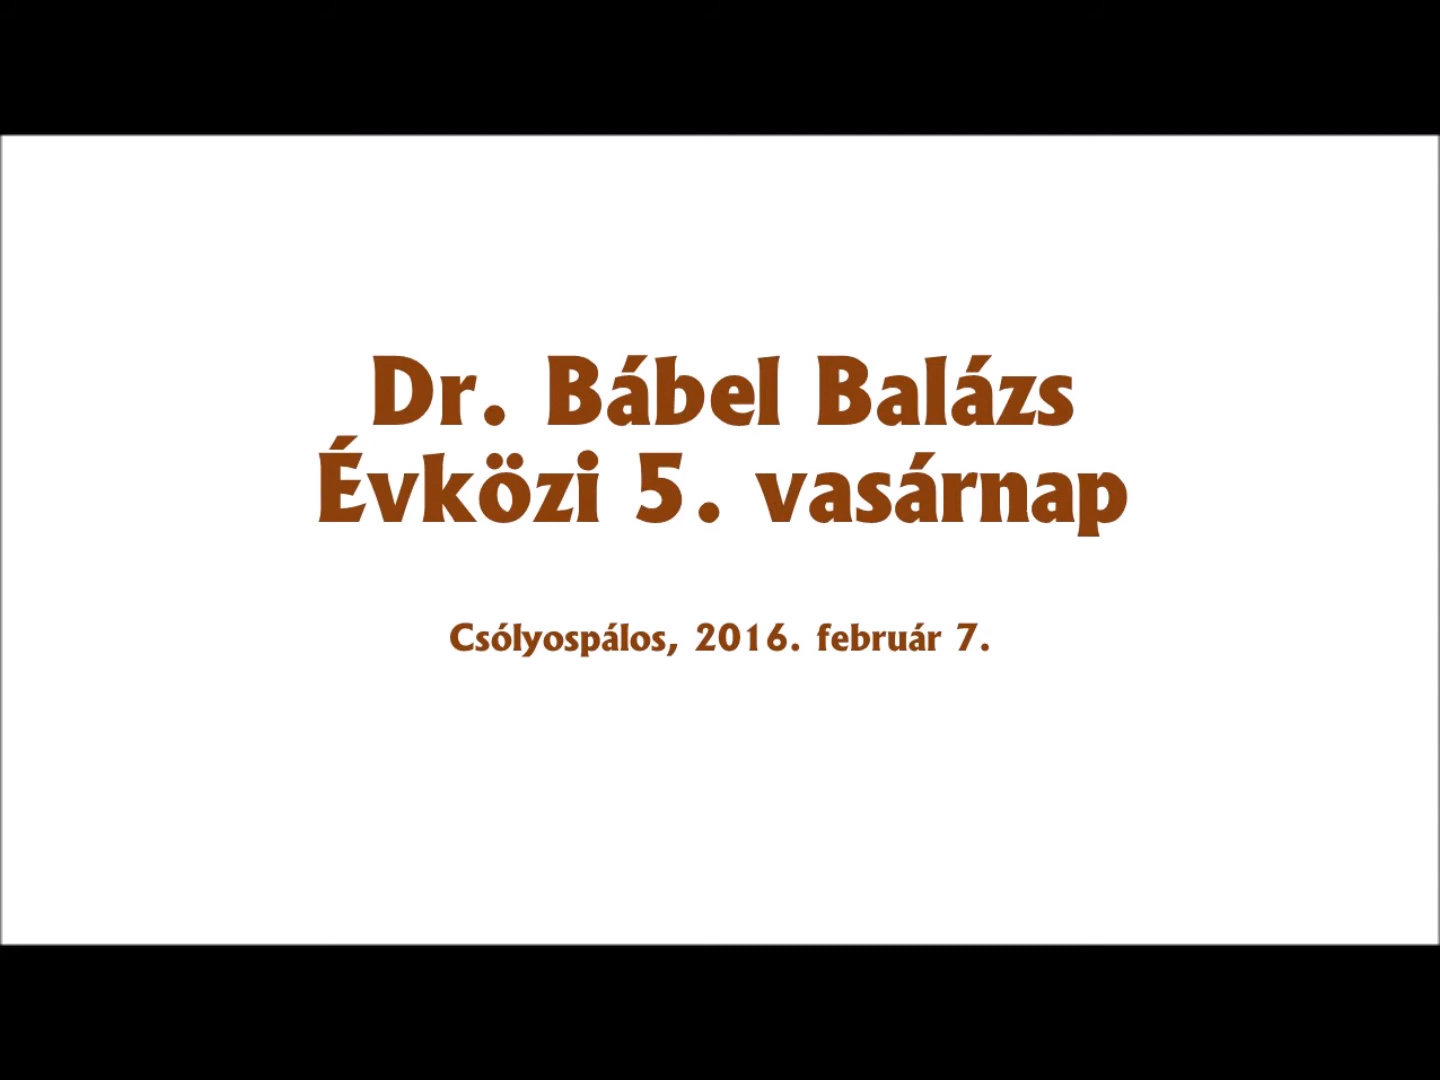 Dr. Bábel Balázs
Évközi 5. vasárnap
Csólyospálos, 2016. február 7.